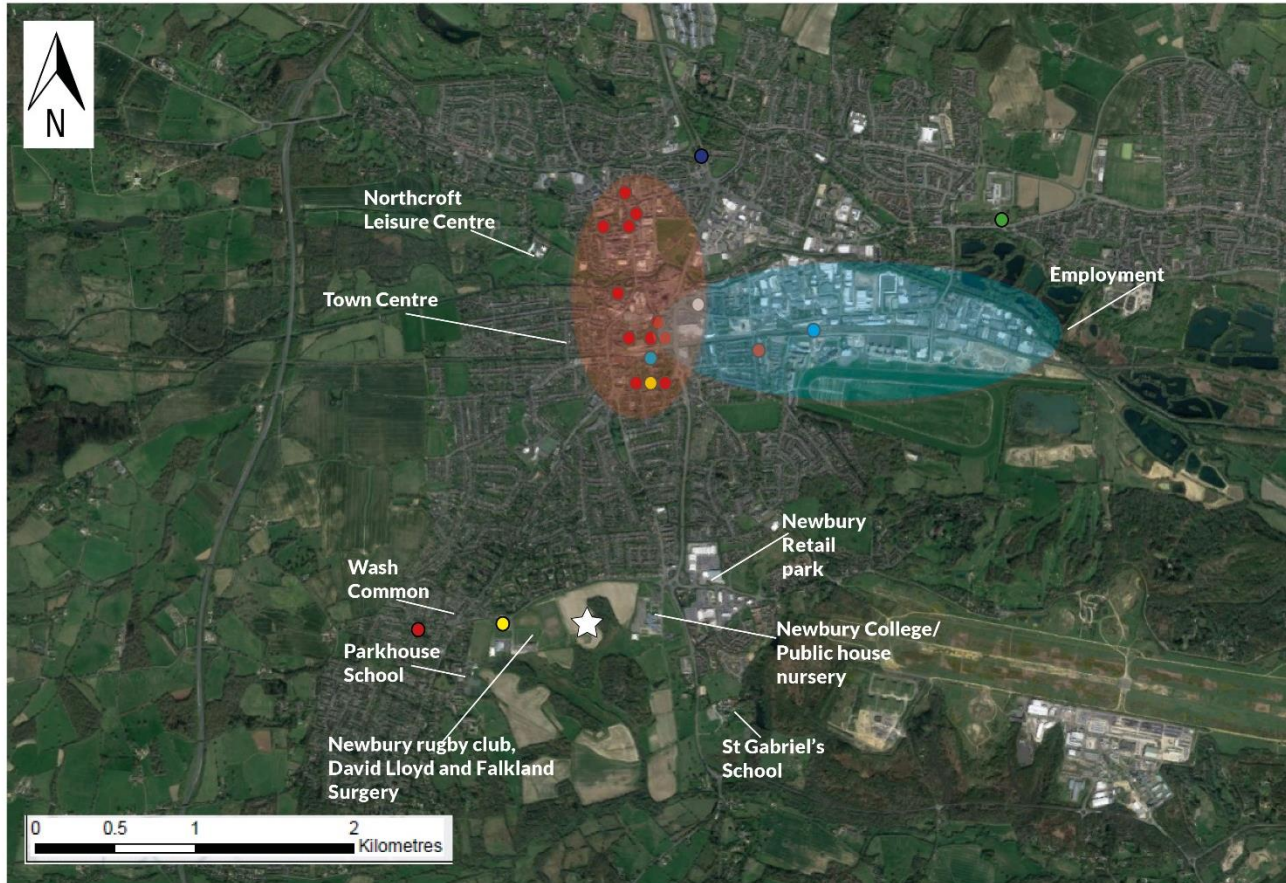 N
Northcroft
Leisure Centre
Employment
Town Centre
Newbury
Retail
park
Wash
Common
Parkhouse
School
Newbury College/
Public house
nursery
Newbury rugby club,
David Lloyd and Falkland
Surgery
St Gabriel's
School
0 0.5 1 2
Kilometres